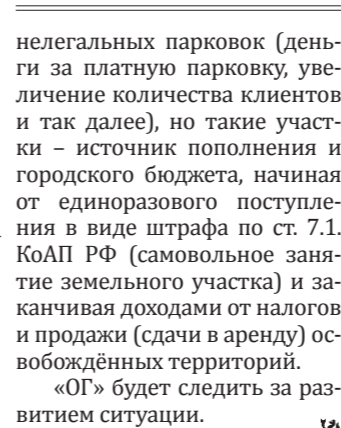 нелегальных парковок (день-
ги за платную парковку, уве-
личение количества клиентов
и так далее), но такие участ-
ки – источник пополнения и
городского бюджета, начиная
от единоразового поступле-
ния в виде штрафа по ст. 7.1.
КоАП РФ (самовольное заня-
тие земельного участка) и за-
канчивая доходами от налогов
и продажи (сдачи в аренду) ос-
вобождённых территорий.
«ОГ» будет следить за раз-
витием ситуации.